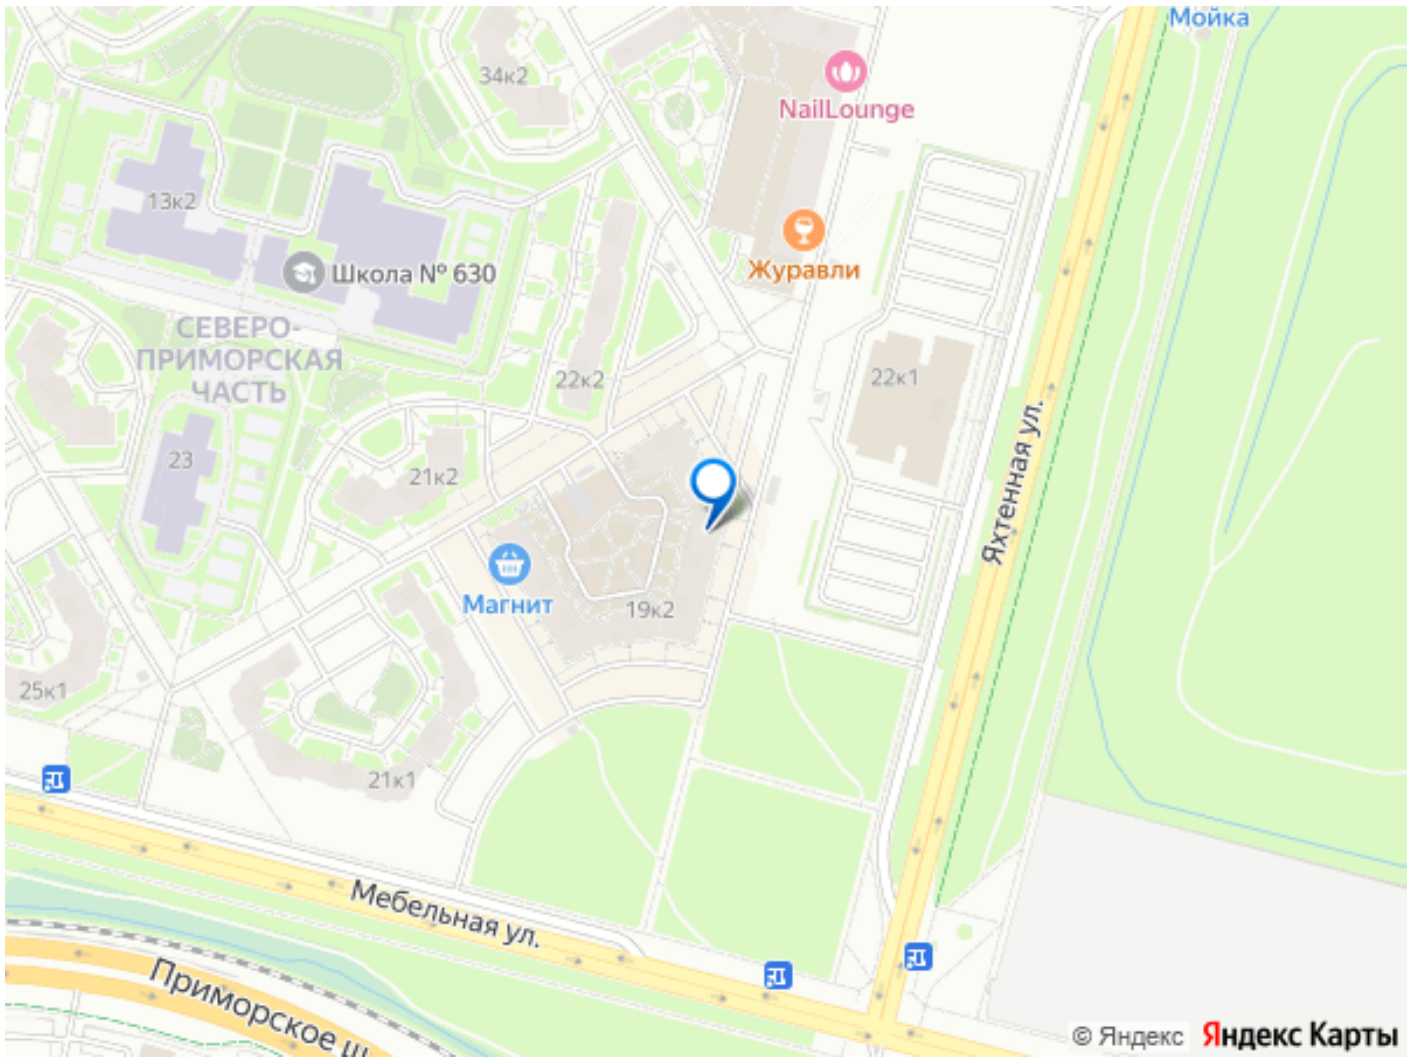 Мойка
34к2
NailLounge
13к2
Журавли
Школа № 630
СЕВЕРО-
ПРИМОРСКАЯ
ЧАСТЬ
22к2
22к1
23
21к2
Яхтенная ул.
Магнит
19к2
25к1
21к1
Мебельная ул.
Приморское ш
© Яндекс Яндекс Карты